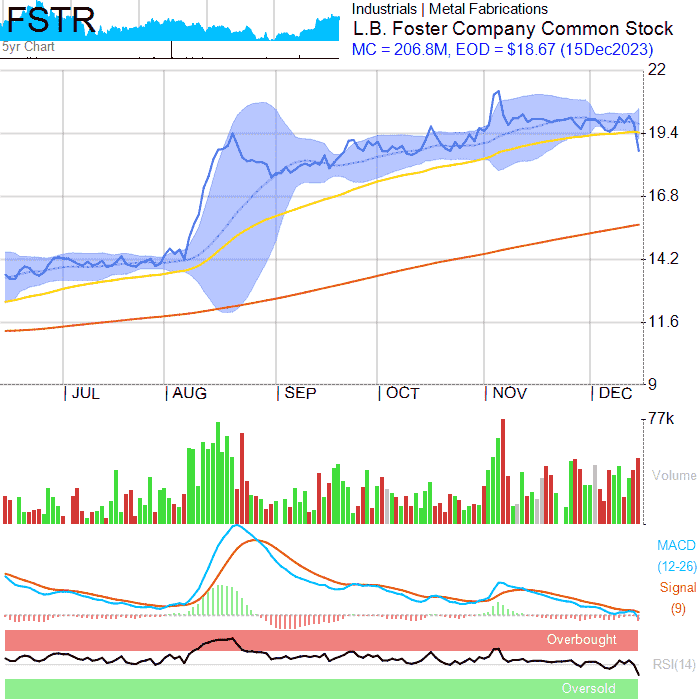 FSTR
5yr Chart
Industrials | Metal Fabrications
L.B. Foster Company Common Stock
MC = 206.8M, EOD = $18.67 (15Dec2023)
22
19.4
16.8
14.2
11.6
9
JUL AUG SEP OCT NOV DEC
77k
Volume
MACD
(12-26)
Signal
(9)
Overbought
RSI(14)
Oversold